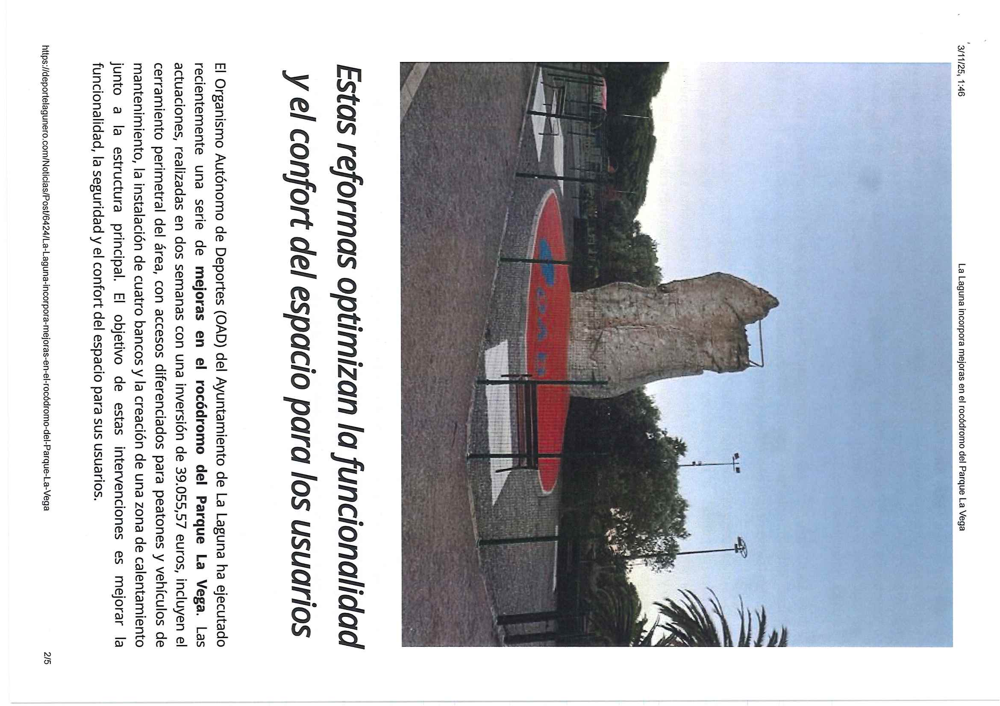 3/11/25, 1:46
La Laguna incorpora mejoras en el rocódromo del Parque La Vega
Estas reformas optimizan la funcionalidad
y el confort del espacio para los usuarios
El Organismo Autónomo de Deportes (OAD) del Ayuntamiento de La Laguna ha ejecutado
recientemente una serie de mejoras en el rocódromo del Parque La Vega. Las
actuaciones, realizadas en dos semanas con una inversión de 39.055,57 euros, incluyen el
cerramiento perimetral del área, con accesos diferenciados para peatones y vehículos de
mantenimiento, la instalación de cuatro bancos y la creación de una zona de calentamiento
junto a la estructura principal. El objetivo de estas intervenciones es mejorar la
funcionalidad, la seguridad y el confort del espacio para sus usuarios.
https://deportelagunero.com/Noticias/Post/6424/La-Laguna-incorpora-mejoras-en-el-rocódromo-del-Parque-La-Vega
2/5